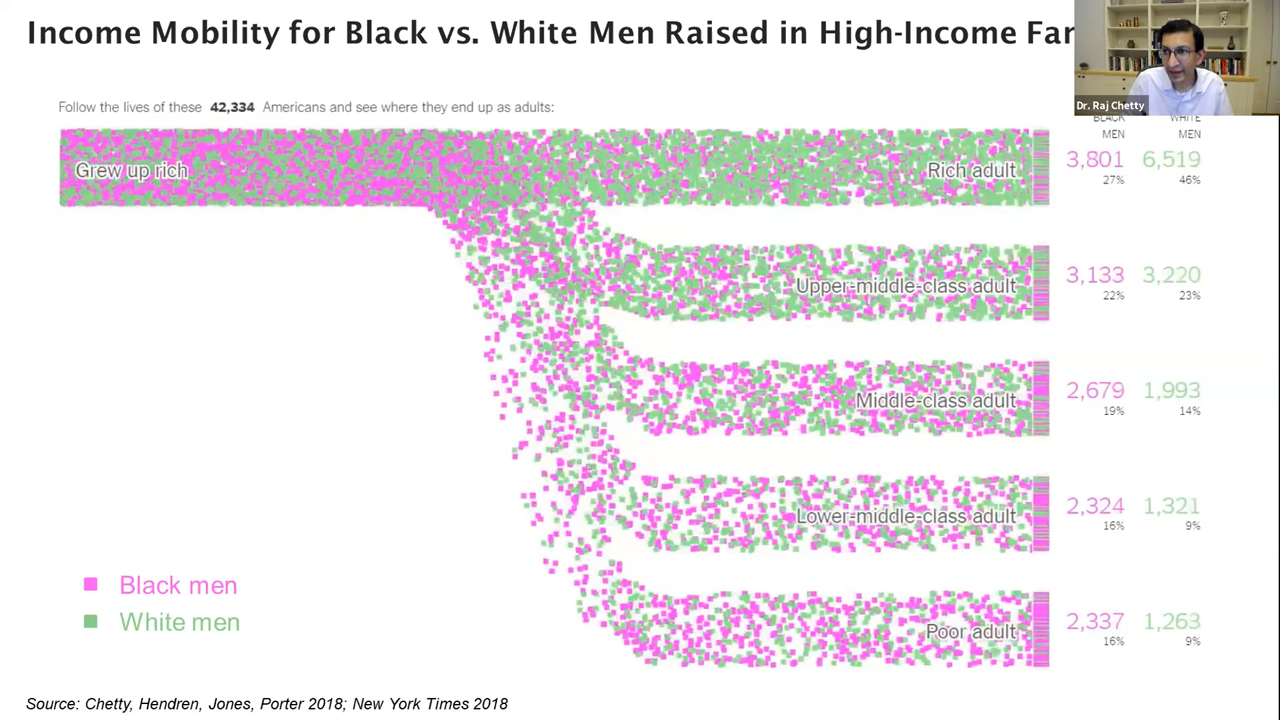 Income Mobility for Black vs. White Men Raised in High-Income
Dr. Raj Chetty
Follow the lives of these 42,334 Americans and see where they end up as adults:
BLACK MEN
WHITE MEN
Grew up rich
Rich adult
3,801 6,519
27% 46%
Upper-middle-class adult
3,133 3,220
22% 23%
Middle-class adult
2,679 1,993
19% 14%
Lower-middle-class adult
2,324 1,321
16% 9%
Black men
White men
Poor adult
2,337 1,263
16% 9%
Source: Chetty, Hendren, Jones, Porter 2018; New York Times 2018